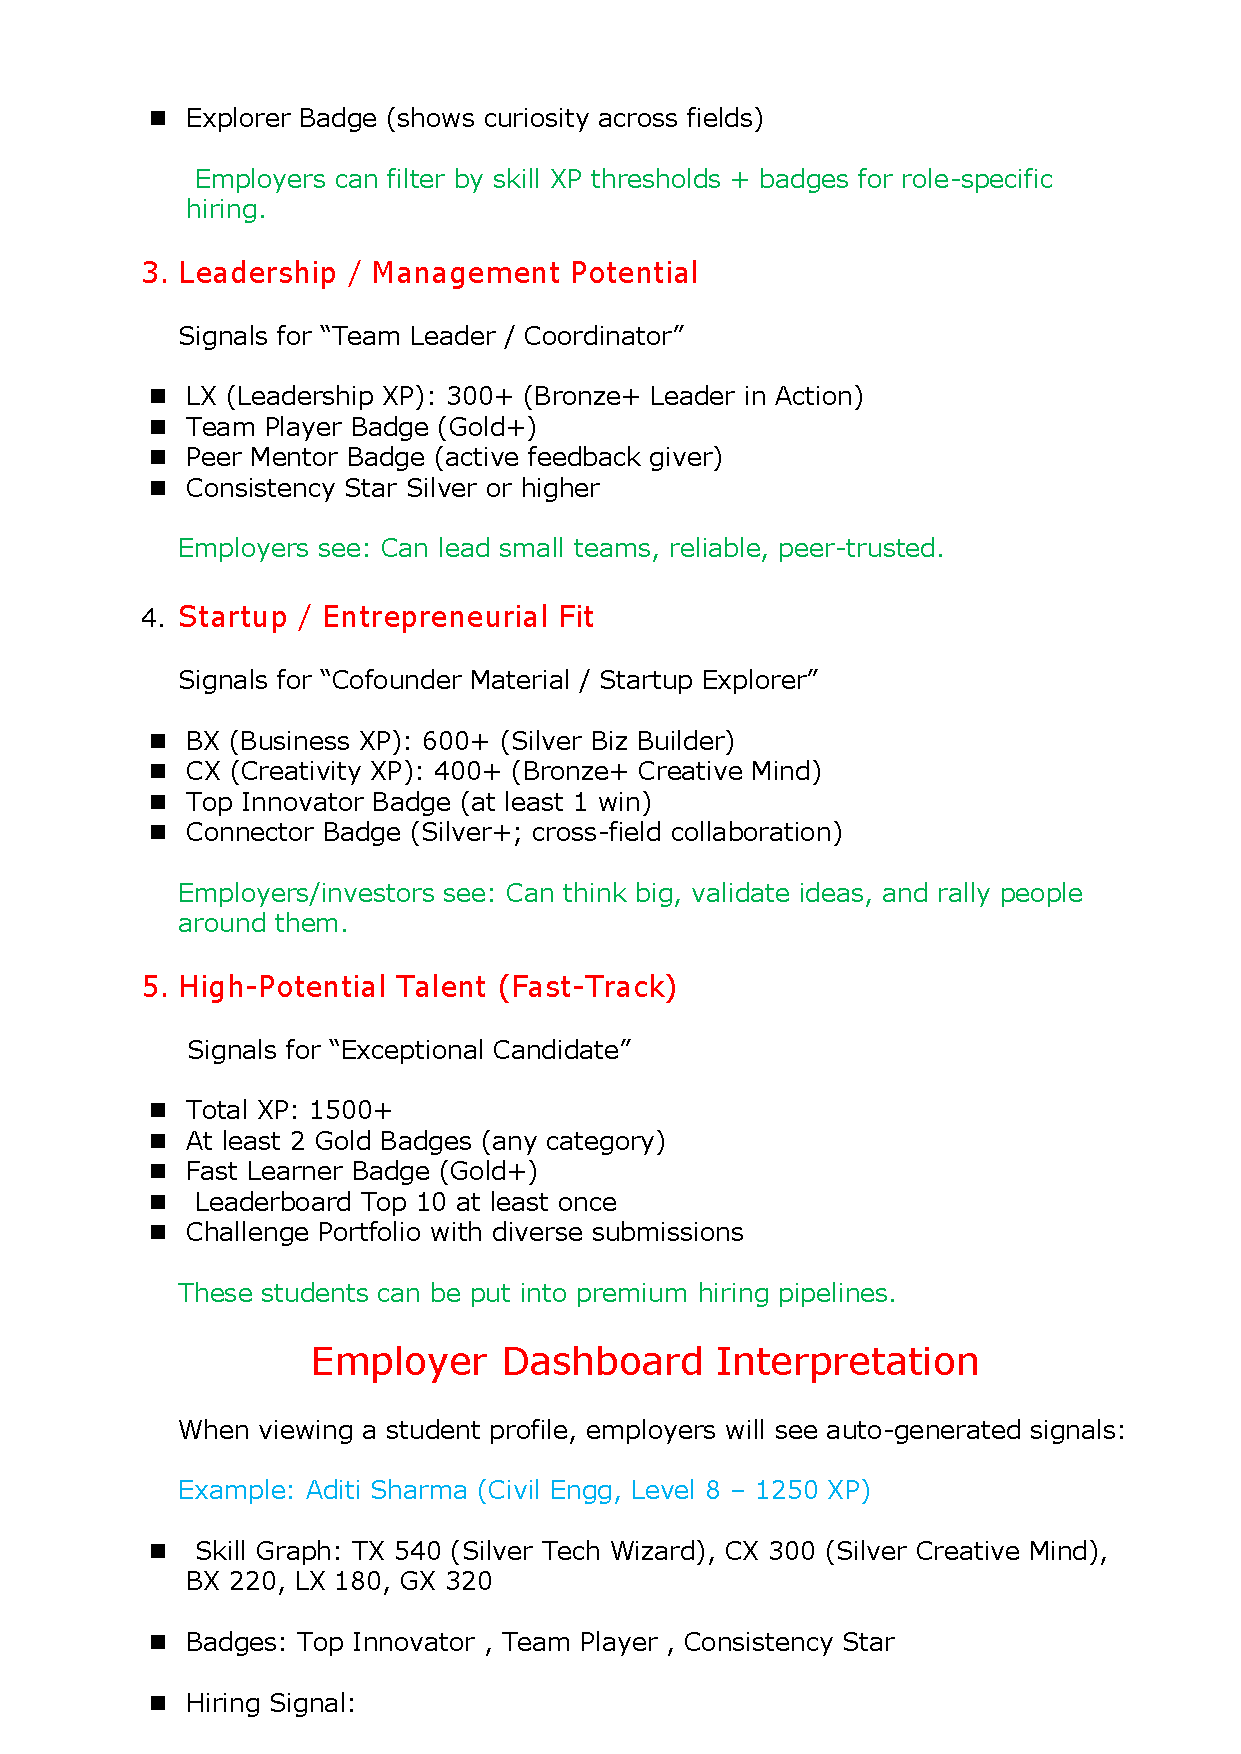 ■ Explorer Badge (shows curiosity across fields)
Employers can filter by skill XP thresholds + badges for role-specific
hiring.
3. Leadership / Management Potential
Signals for “Team Leader / Coordinator”
■ LX (Leadership XP): 300+ (Bronze+ Leader in Action)
■ Team Player Badge (Gold+)
■ Peer Mentor Badge (active feedback giver)
■ Consistency Star Silver or higher
Employers see: Can lead small teams, reliable, peer-trusted.
4. Startup / Entrepreneurial Fit
Signals for “Cofounder Material / Startup Explorer”
■ BX (Business XP): 600+ (Silver Biz Builder)
■ CX (Creativity XP): 400+ (Bronze+ Creative Mind)
■ Top Innovator Badge (at least 1 win)
■ Connector Badge (Silver+; cross-field collaboration)
Employers/investors see: Can think big, validate ideas, and rally people
around them.
5. High-Potential Talent (Fast-Track)
Signals for “Exceptional Candidate”
■ Total XP: 1500+
■ At least 2 Gold Badges (any category)
■ Fast Learner Badge (Gold+)
■ Leaderboard Top 10 at least once
■ Challenge Portfolio with diverse submissions
These students can be put into premium hiring pipelines.
Employer Dashboard Interpretation
When viewing a student profile, employers will see auto-generated signals:
Example: Aditi Sharma (Civil Engg, Level 8 – 1250 XP)
■ Skill Graph: TX 540 (Silver Tech Wizard), CX 300 (Silver Creative Mind),
BX 220, LX 180, GX 320
■ Badges: Top Innovator , Team Player , Consistency Star
■ Hiring Signal: